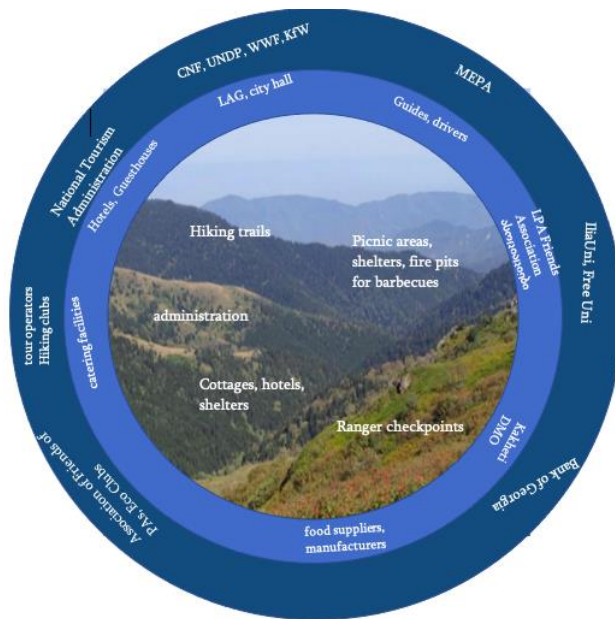 CNF, UNDP, WWF, KfW
MEPA
LAG, city hall
Guides, drivers
National Tourism
Administration
Hotels, Guesthouses
LPA Friends
Association
IliaUni, Free Uni
Hiking trails
Picnic areas,
shelters, fire pits
for barbecues
administration
tour operators
Hiking clubs
catering facilities
Cottages, hotels,
shelters
Ranger checkpoints
Kakheti
DMO
Bank of Georgia
Association of Friends of
PAs, Eco Clubs
food suppliers,
manufacturers